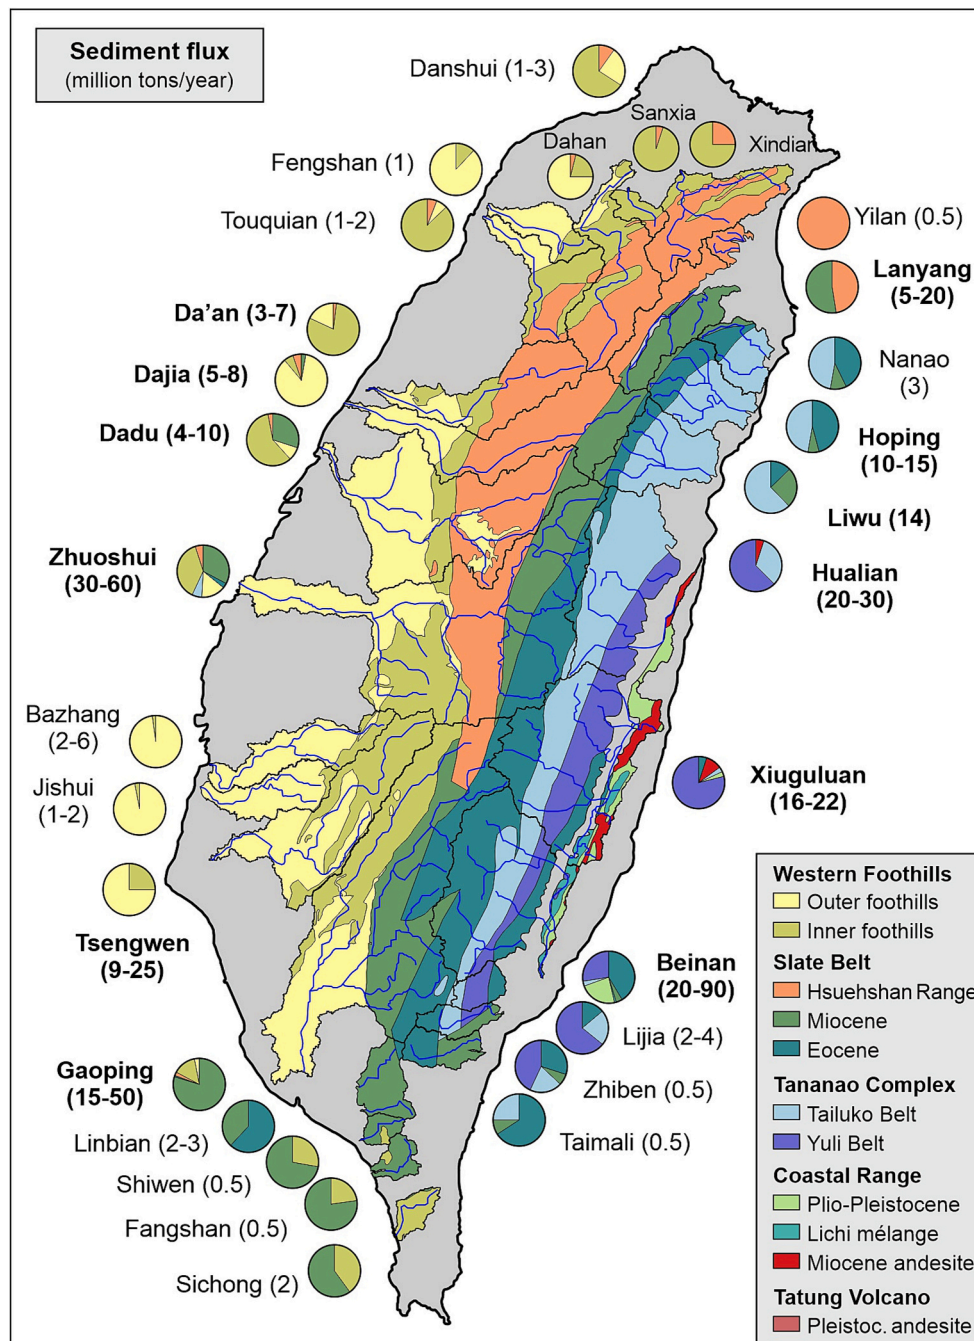 Sediment flux
(million tons/year)
Danshui (1-3)
Sanxia
Dahan
Xindian
Fengshan (1)
Touquian (1-2)
Yilan (0.5)
Lanyang
(5-20)
Da'an (3-7)
Nanao
(3)
Dajia (5-8)
Dadu (4-10)
Hoping
(10-15)
Liwu (14)
Zhuoshui
(30-60)
Hualian
(20-30)
Bazhang
(2-6)
Jishui
(1-2)
Xiuguluan
(16-22)
Tsengwen
(9-25)
Beinan
(20-90)
Lijia (2-4)
Zhiben (0.5)
Taimali (0.5)
Gaoping
(15-50)
Linbian (2-3)
Shiwen (0.5)
Fangshan (0.5)
Sichong (2)
Western Foothills
Outer foothills
Inner foothills
Slate Belt
Hsuehshan Range
Miocene
Eocene
Tananao Complex
Tailuko Belt
Yuli Belt
Coastal Range
Plio-Pleistocene
Lichi mélange
Miocene andesite
Tatung Volcano
Pleistoc. andesite